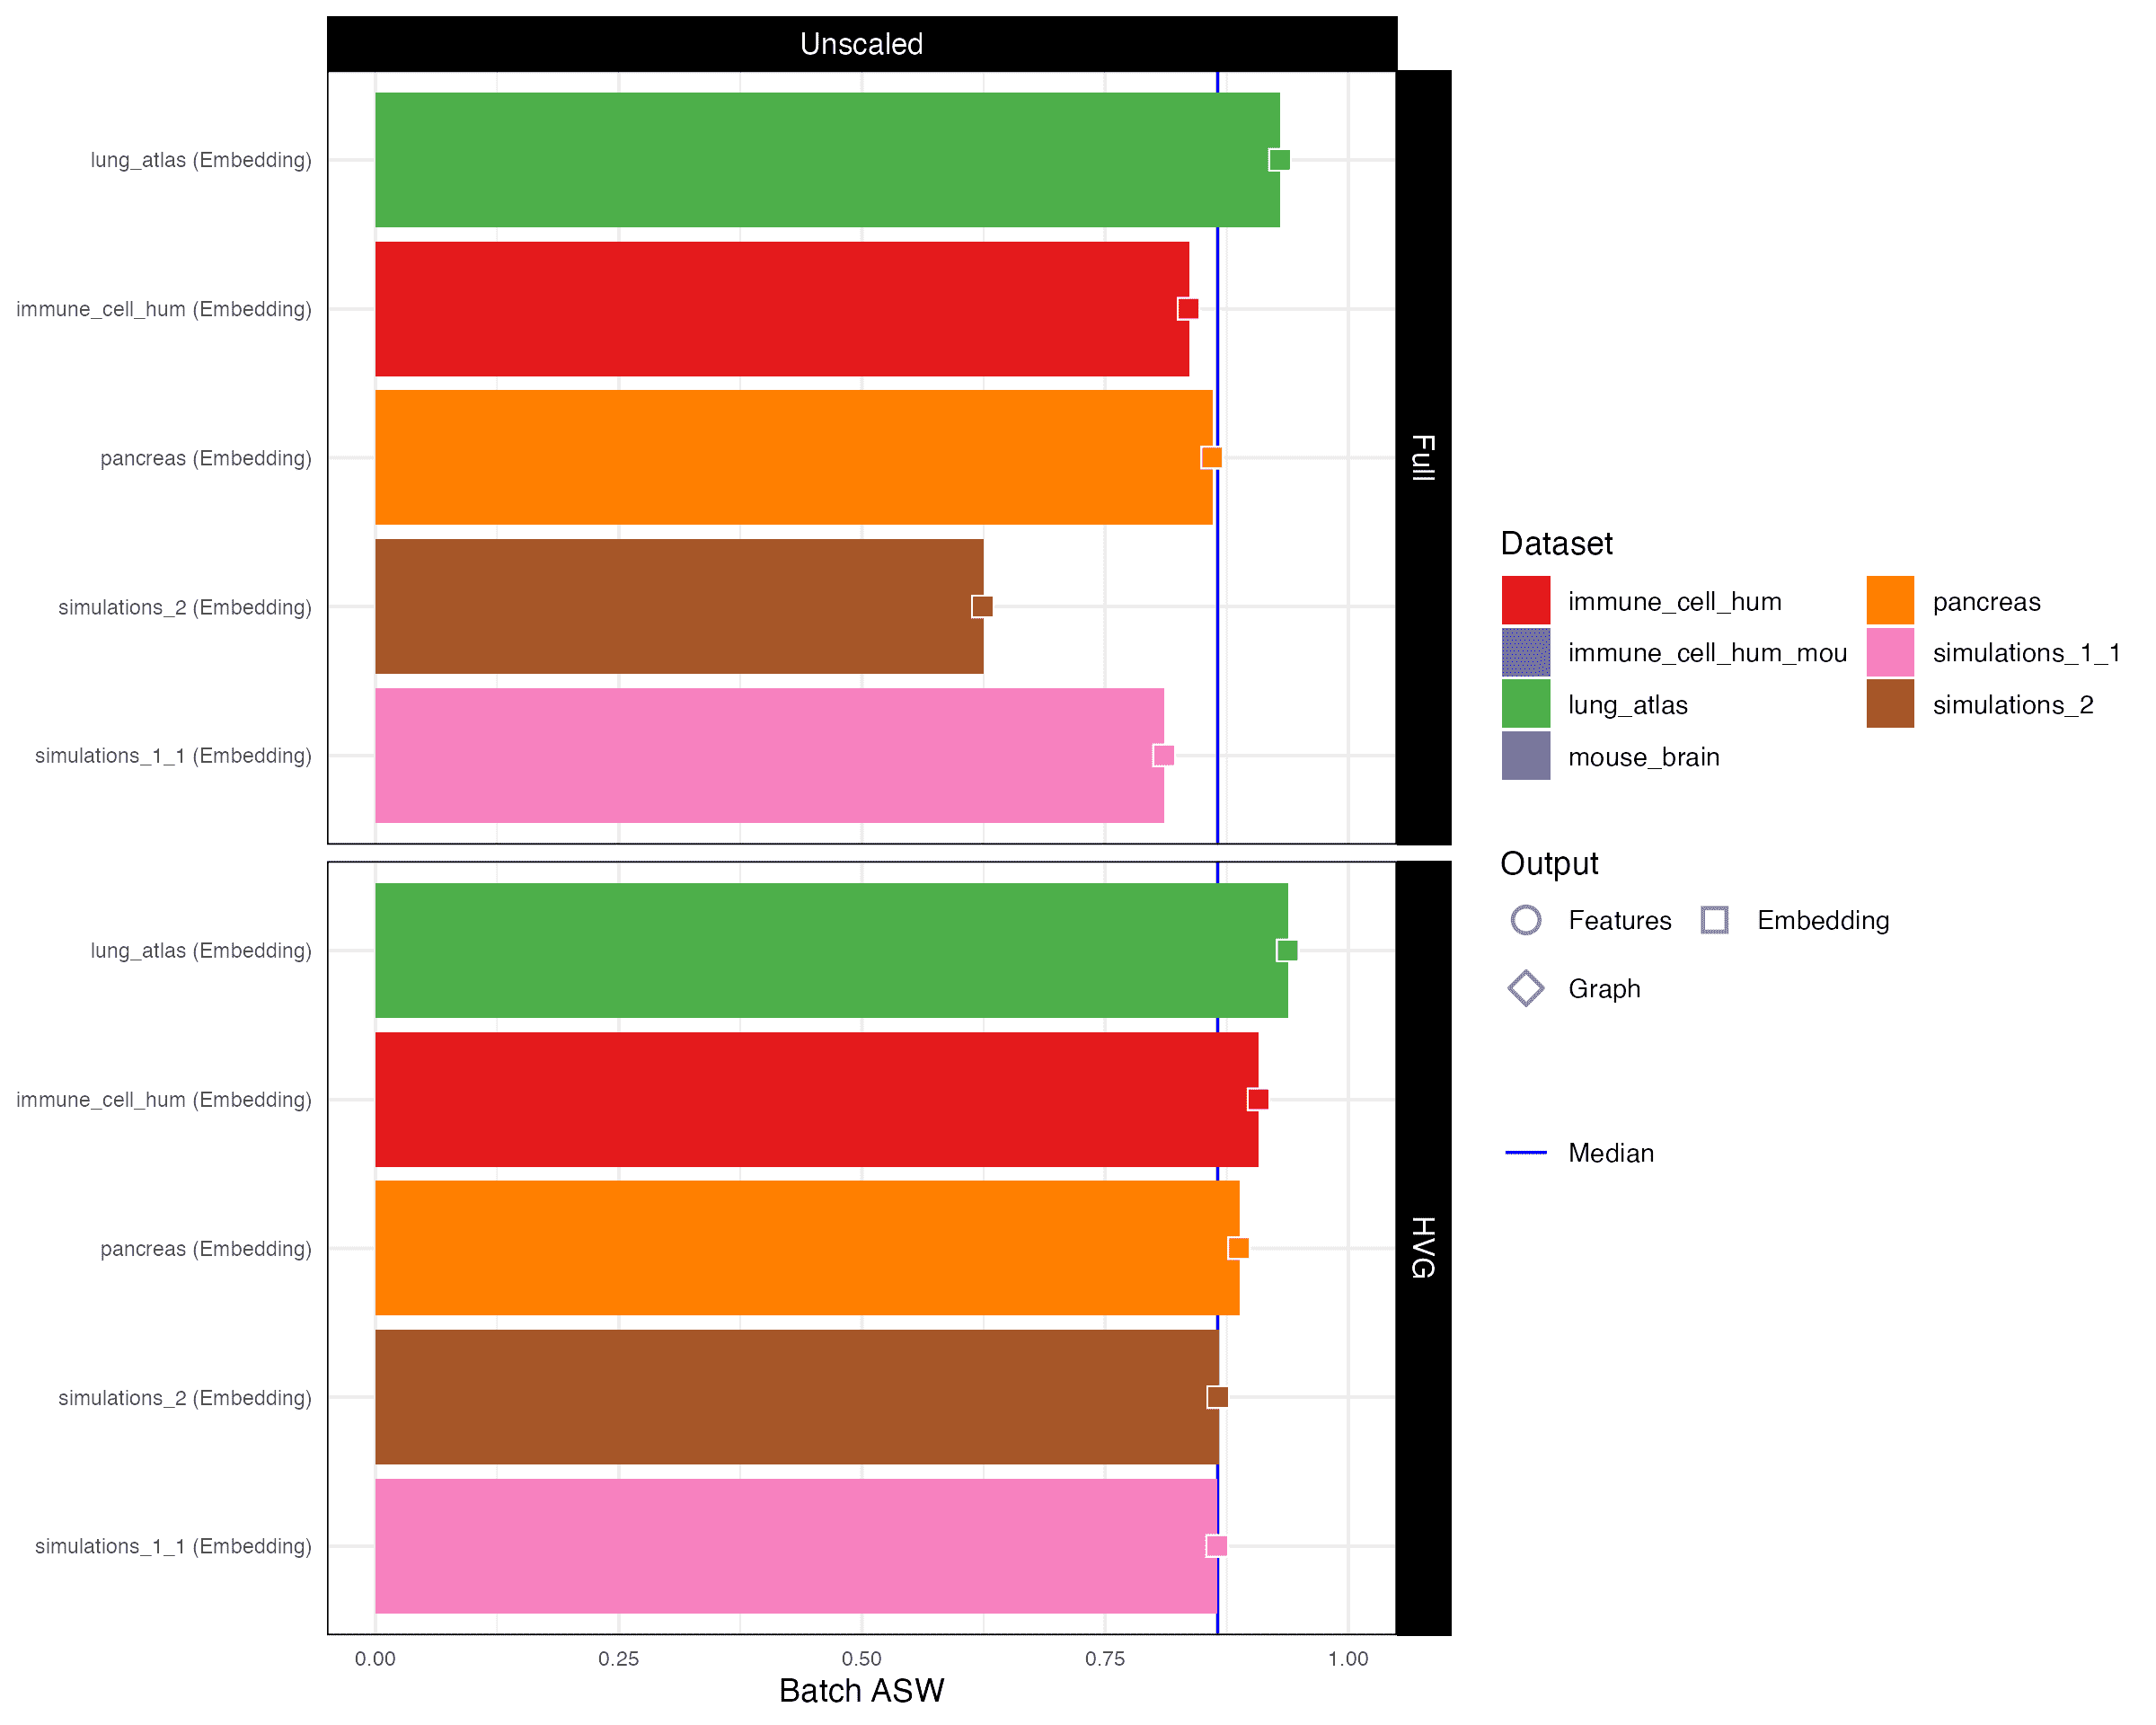 Unscaled
lung_atlas (Embedding)
immune_cell_hum (Embedding)
pancreas (Embedding)
simulations_2 (Embedding)
simulations_1_1 (Embedding)
Full
lung_atlas (Embedding)
immune_cell_hum (Embedding)
pancreas (Embedding)
simulations_2 (Embedding)
simulations_1_1 (Embedding)
HVG
0.00 0.25 0.50 0.75 1.00
Batch ASW
Dataset
immune_cell_hum pancreas
immune_cell_hum_mou simulations_1_1
lung_atlas simulations_2
mouse_brain
Output
Features Embedding
Graph
Median